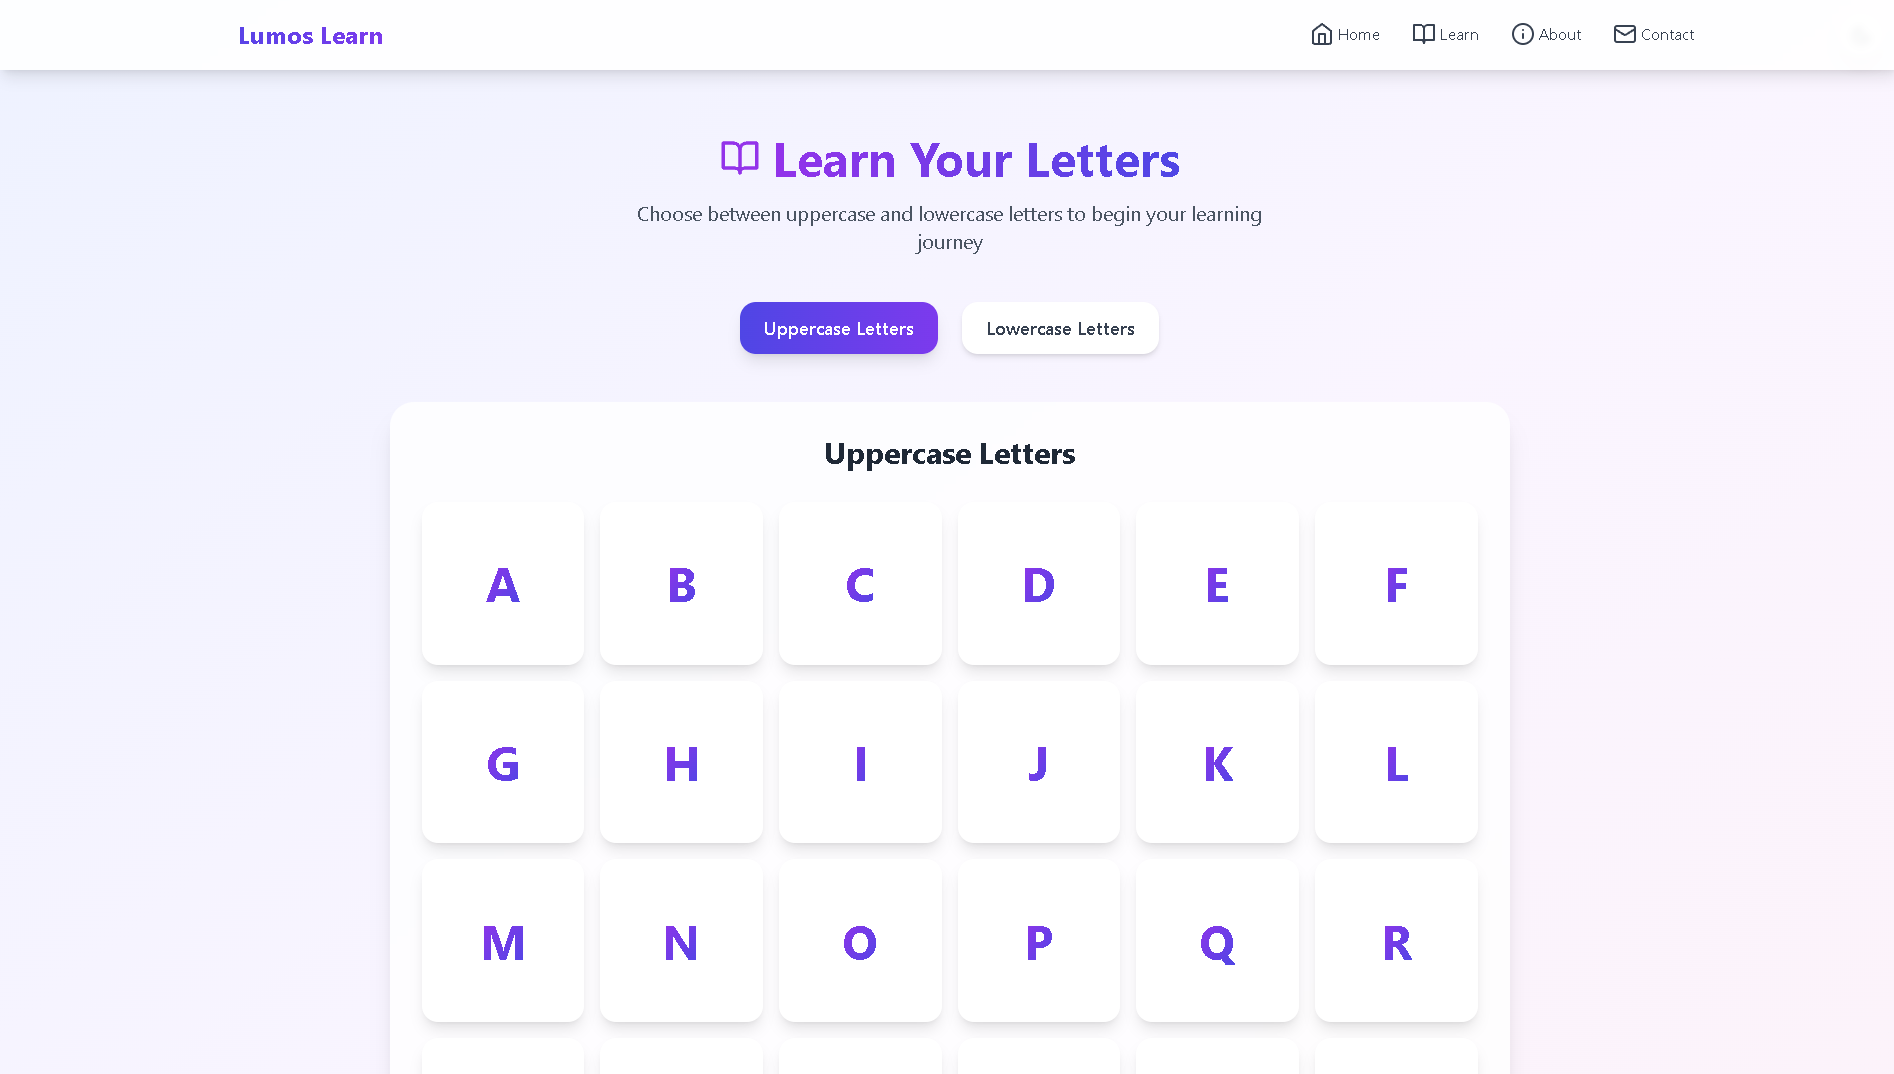 Lumos Learn
Home
Learn
About
Contact
Learn Your Letters
Choose between uppercase and lowercase letters to begin your learning
journey
Uppercase Letters
Lowercase Letters
Uppercase Letters
A B C D E F
G H I J K L
M N O P Q R